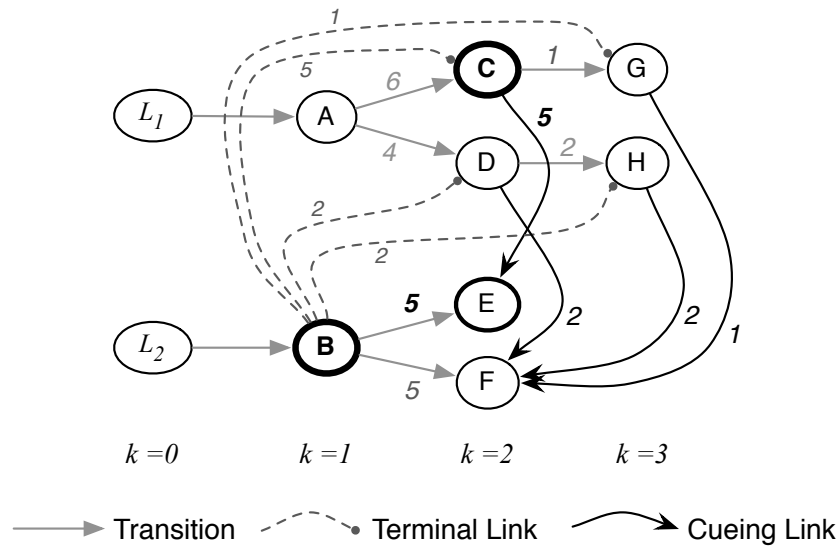 1
5
C
1
G
6
L1
A
5
4
D
2
H
2
2
5
E
L2
B
2
2
1
5
F
k =0
k =1
k =2
k =3
Transition
Terminal Link
Cueing Link